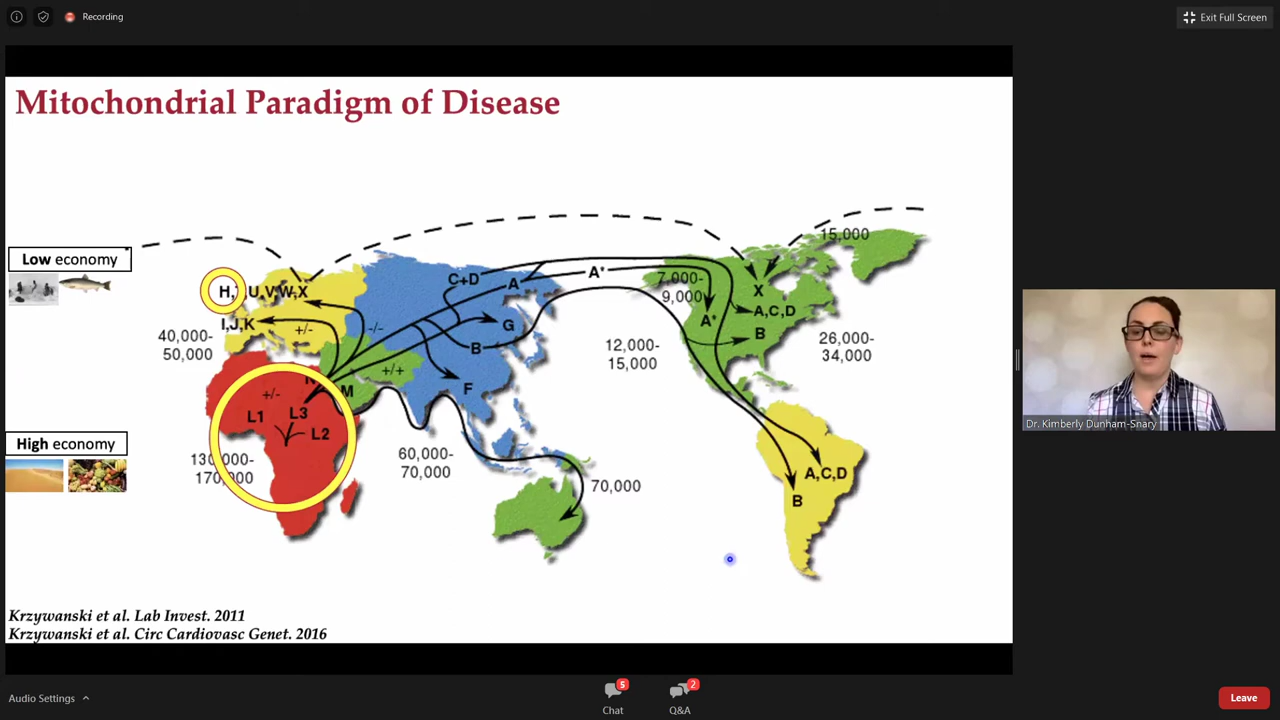 Recording
Exit Full Screen
Mitochondrial Paradigm of Disease
15,000
Low economy
C+D
A
A*
7,000-
9,000
X
H,
U,V,W,X
A,C,D
I,J,K
+/-
-/-
G
A*
B
40,000-
50,000
B
12,000-
15,000
26,000-
34,000
+/+
M
F
+/-
L1
L3
L2
High economy
130,000-
170,000
60,000-
70,000
70,000
A,C,D
B
Dr. Kimberly Dunham-Snary
Krzywanski et al. Lab Invest. 2011
Krzywanski et al. Circ Cardiovasc Genet. 2016
Audio Settings
5
Chat
2
Q&A
Leave